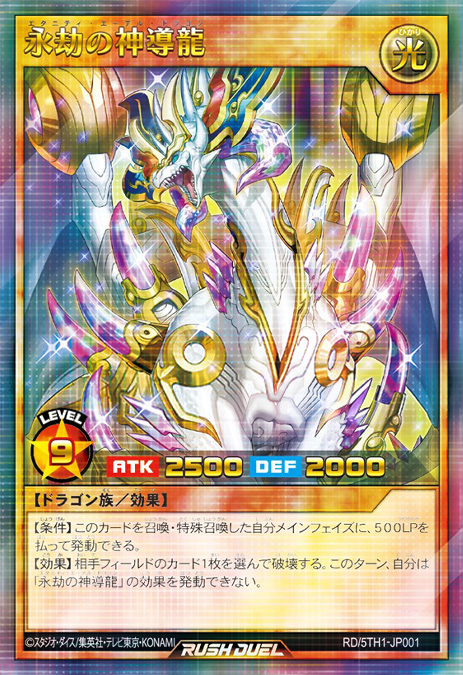 エタニティ・エーテル・ドラゴン
永劫の神導龍
ひかり
光
LEVEL
9
ATK 2500 DEF 2000
【ドラゴン族/効果】
【条件】このカードを召喚・特殊召喚した自分メインフェイズに、500LPを
払って発動できる。
【効果】相手フィールドのカード1枚を選んで破壊する。このターン、自分は
「永劫の神導龍」の効果を発動できない。
©スタジオ・ダイス/集英社・テレビ東京・KONAMI
RUSH DUEL
RD/5TH1-JP001